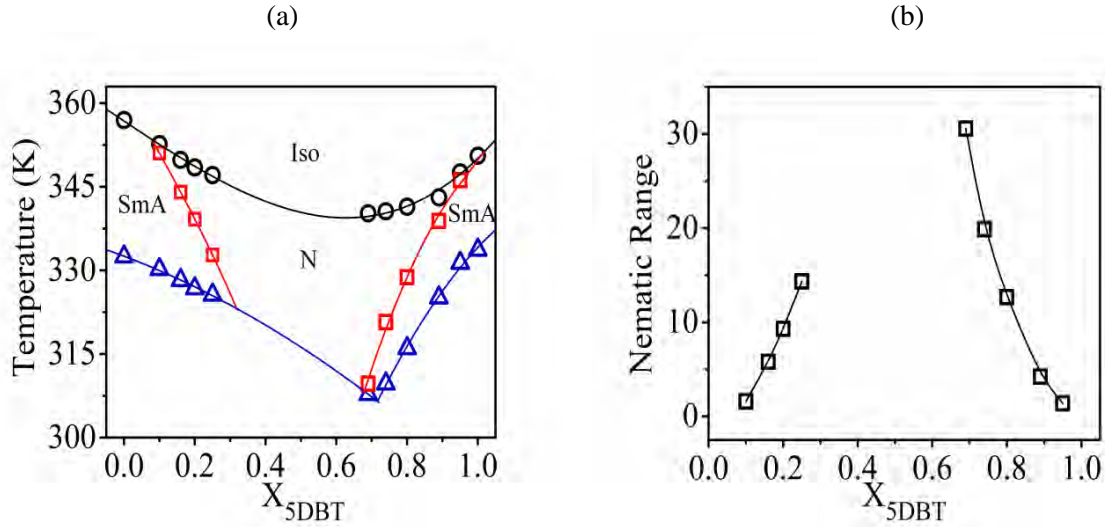 (a)
(b)
Temperature (K)
360
345
330
315
300
Iso
SmA
SmA
N
0.0 0.2 0.4 0.6 0.8 1.0
X5DBT
Nematic Range
30
20
10
0
0.0 0.2 0.4 0.6 0.8 1.0
X5DBT